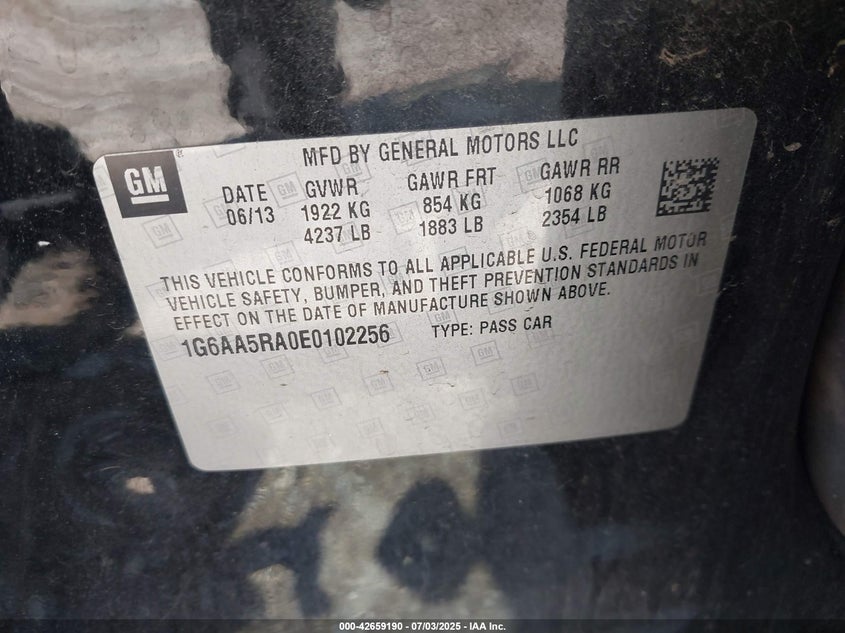 GM
MFD BY GENERAL MOTORS LLC
DATE GVWR GAWR FRT GAWR RR
06/13 1922 KG 854 KG 1068 KG
4237 LB 1883 LB 2354 LB
THIS VEHICLE CONFORMS TO ALL APPLICABLE U.S. FEDERAL MOTOR
VEHICLE SAFETY, BUMPER, AND THEFT PREVENTION STANDARDS IN
EFFECT ON THE DATE OF MANUFACTURE SHOWN ABOVE.
1G6AA5RA0E0102256 TYPE: PASS CAR
000-42659190 - 07/03/2025 - IAA Inc.